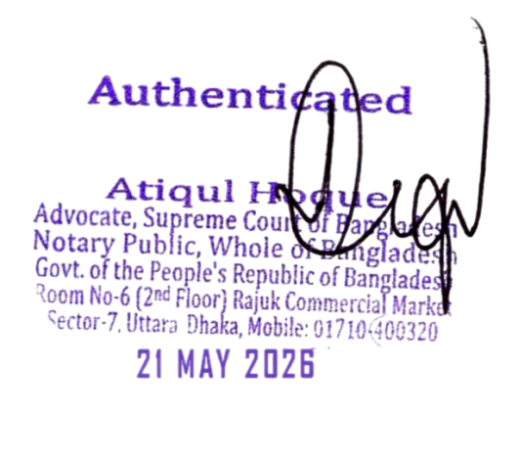 Authenticated
Atiqul Hoque
Advocate, Supreme Court of Bangladesh
Notary Public, Whole of Bangladesh
Govt. of the People's Republic of Bangladesh
Room No-6 (2nd Floor) Rajuk Commercial Market
Sector-7, Uttara Dhaka, Mobile: 01710-400320
21 MAY 2026